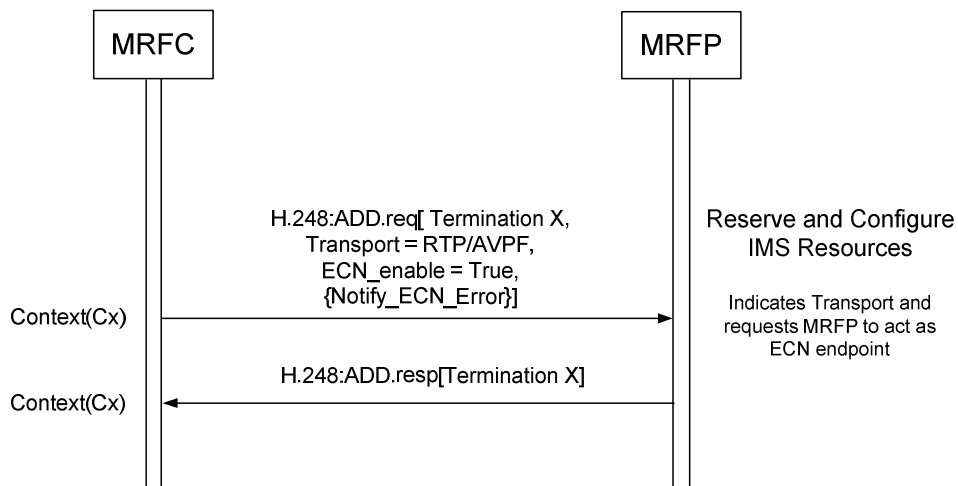 MRFC
MRFP
H.248:ADD.req[ Termination X,
Transport = RTP/AVPF,
ECN_enable = True,
{Notify_ECN_Error}]
Reserve and Configure
IMS Resources
Context(Cx)
Indicates Transport and
requests MRFP to act as
ECN endpoint
H.248:ADD.resp[Termination X]
Context(Cx)